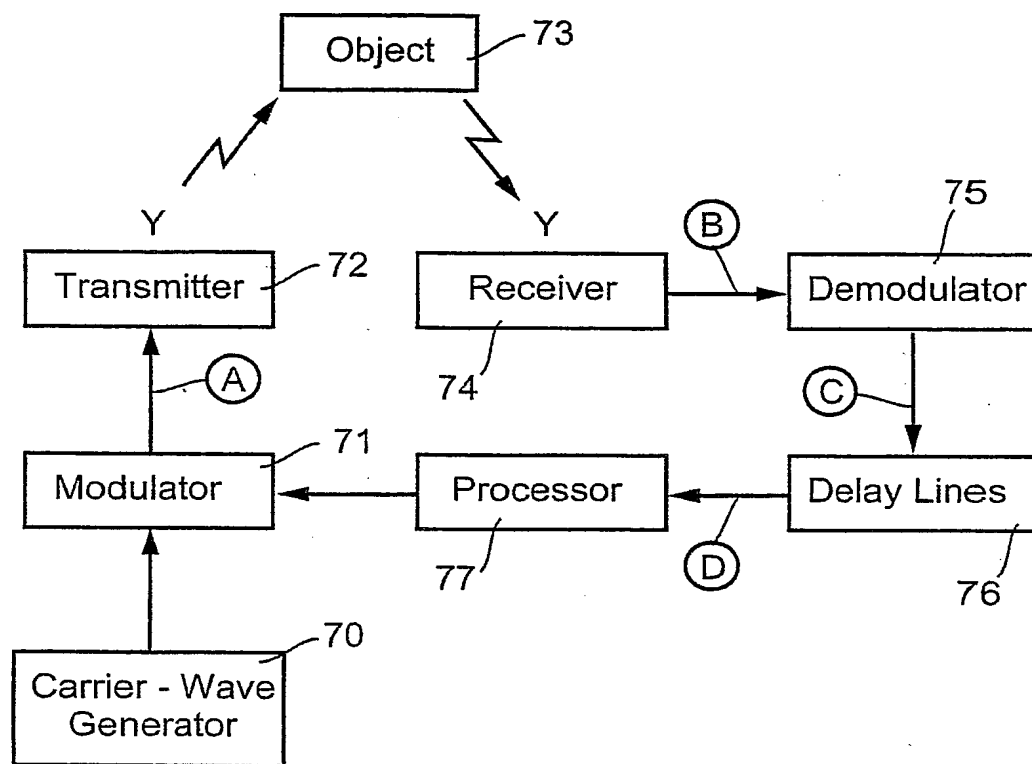 Object
73
Y
Y
Transmitter
72
Receiver
74
B
Demodulator
75
A
C
Modulator
71
Processor
77
D
Delay Lines
76
Carrier - Wave
Generator
70